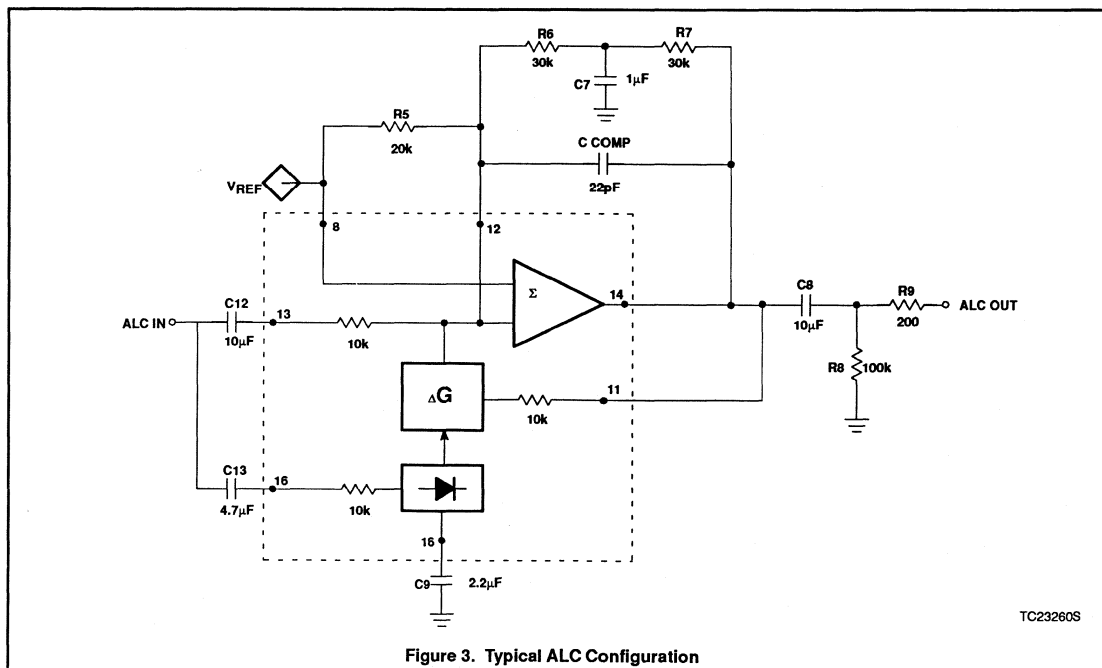 R6
30k
R7
30k
C7
1µF
R5
20k
C COMP
22pF
VREF
8
12
Σ
14
C8
10µF
R9
200
ALC OUT
R8
100k
ALC IN
C12
10µF
13
10k
ΔG
10k
11
C13
4.7µF
16
10k
16
C9
2.2µF
TC23260S
Figure 3. Typical ALC Configuration